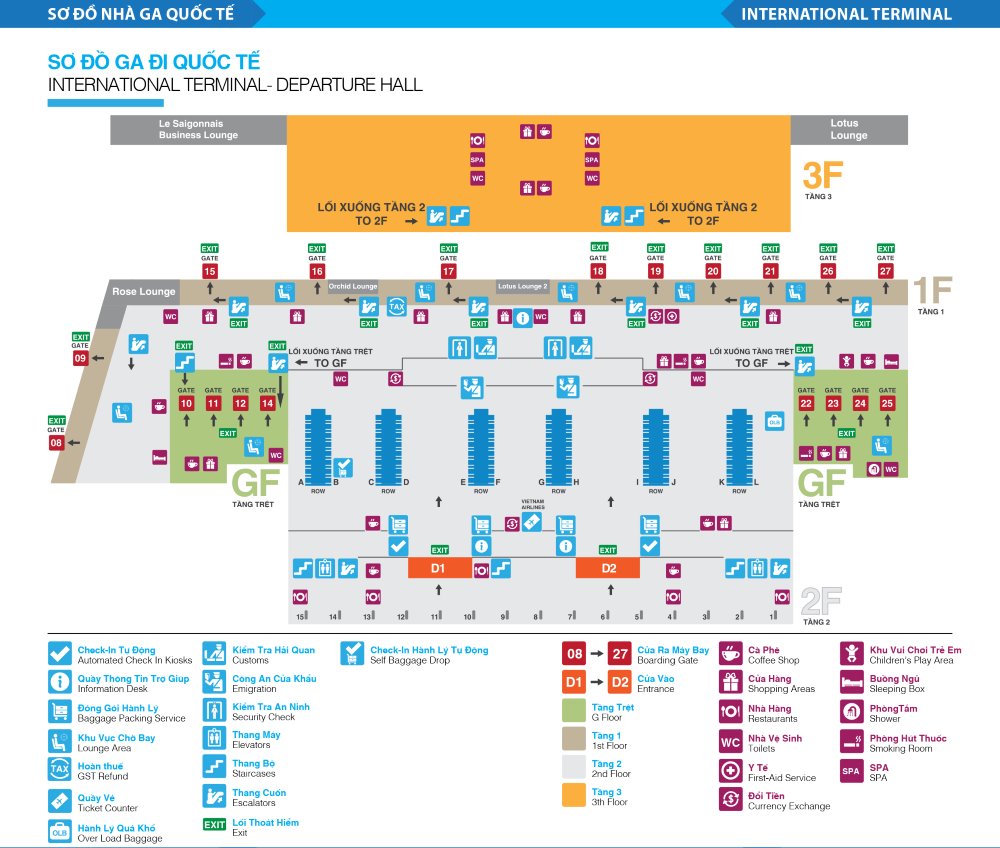 SƠ ĐỒ NHÀ GA QUỐC TẾ
INTERNATIONAL TERMINAL
SƠ ĐỒ GA ĐI QUỐC TẾ
INTERNATIONAL TERMINAL- DEPARTURE HALL
Le Saigonnais
Business Lounge
Lotus
Lounge
SPA
SPA
WC
WC
3F
TẦNG 3
LỐI XUỐNG TẦNG 2
TO 2F
LỐI XUỐNG TẦNG 2
TO 2F
EXIT
GATE
15
EXIT
GATE
16
EXIT
GATE
17
EXIT
GATE
18
EXIT
GATE
19
EXIT
GATE
20
EXIT
GATE
21
EXIT
GATE
26
EXIT
GATE
27
Rose Lounge
Orchid Lounge
Lotus Lounge 2
1F
TẦNG 1
TAX
WC
EXIT
EXIT
EXIT
WC
EXIT
EXIT
EXIT
EXIT
GATE
09
EXIT
EXIT
LỐI XUỐNG TẦNG TRỆT
TO GF
LỐI XUỐNG TẦNG TRỆT
TO GF
EXIT
WC
WC
GATE
10
GATE
11
GATE
12
GATE
14
GATE
22
GATE
23
GATE
24
GATE
25
EXIT
GATE
08
EXIT
EXIT
OLB
WC
WC
GF
TẦNG TRỆT
GF
TẦNG TRỆT
A ROW B
C ROW D
E ROW F
G ROW H
I ROW J
K ROW L
VIETNAM
AIRLINES
EXIT
EXIT
D1
D2
15 14 13 12 11 10 9 8 7 6 5 4 3 2 1
2F
TẦNG 2
Check-In Tự Động
Automated Check In Kiosks
Quầy Thông Tin Trợ Giúp
Information Desk
Đóng Gói Hành Lý
Baggage Packing Service
Khu Vực Chờ Bay
Lounge Area
TAX
Hoàn thuế
GST Refund
Quầy Vé
Ticket Counter
OLB
Hành Lý Quá Khổ
Over Load Baggage
Kiểm Tra Hải Quan
Customs
Công An Cửa Khẩu
Emigration
Kiểm Tra An Ninh
Security Check
Thang Máy
Elevators
Thang Bộ
Staircases
Thang Cuốn
Escalators
EXIT
Lối Thoát Hiểm
Exit
Check-In Hành Lý Tự Động
Self Baggage Drop
08 27
Cửa Ra Máy Bay
Boarding Gate
D1 D2
Cửa Vào
Entrance
Tầng Trệt
G Floor
Tầng 1
1st Floor
Tầng 2
2nd Floor
Tầng 3
3th Floor
Cà Phê
Coffee Shop
Cửa Hàng
Shopping Areas
Nhà Hàng
Restaurants
WC
Nhà Vệ Sinh
Toilets
Y Tế
First-Aid Service
Đổi Tiền
Currency Exchange
Khu Vui Chơi Trẻ Em
Children's Play Area
Buồng Ngủ
Sleeping Box
PhòngTắm
Shower
Phòng Hút Thuốc
Smoking Room
SPA
SPA
SPA